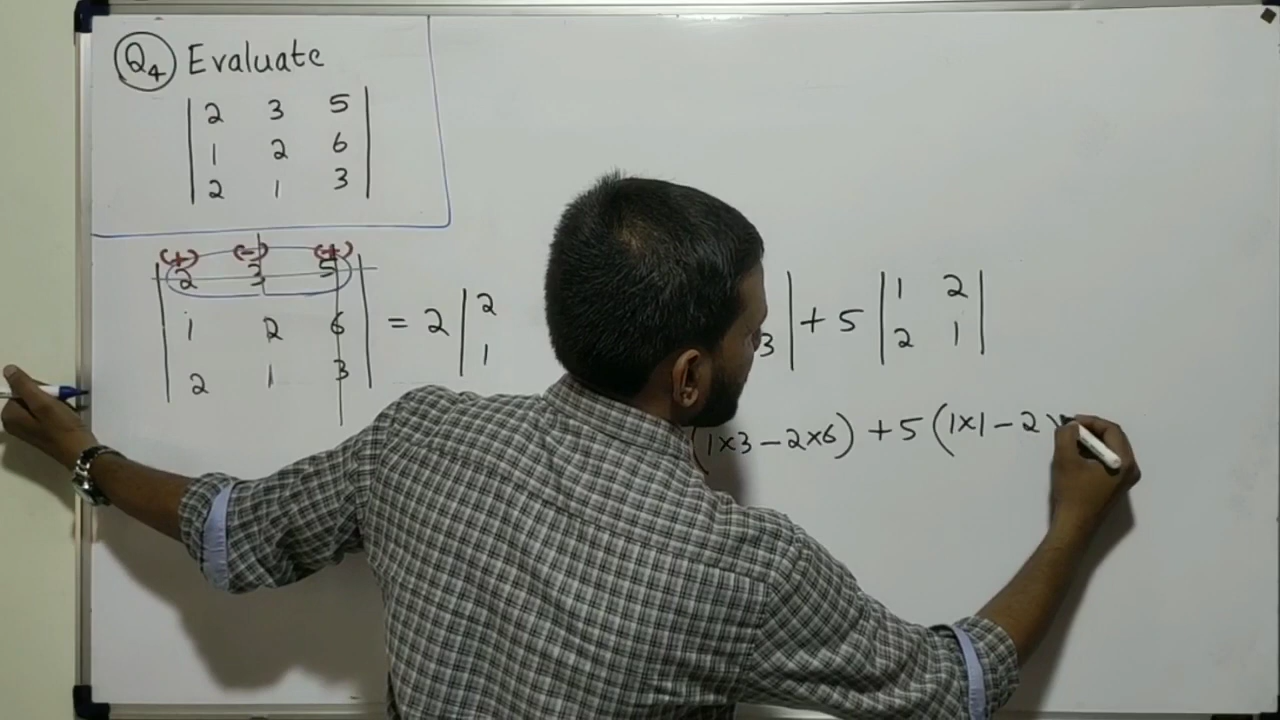 Q4 Evaluate
| 2 3 5 |
| 1 2 6 |
| 2 1 3 |
(+) (-) (+)
| 2 3 5 |
| 1 2 6 | = 2 | 2 | + 5 | 1 2 |
| 2 1 3 | | 1 3 | | 2 1 |
(1×3 - 2×6) + 5 (1×1 - 2